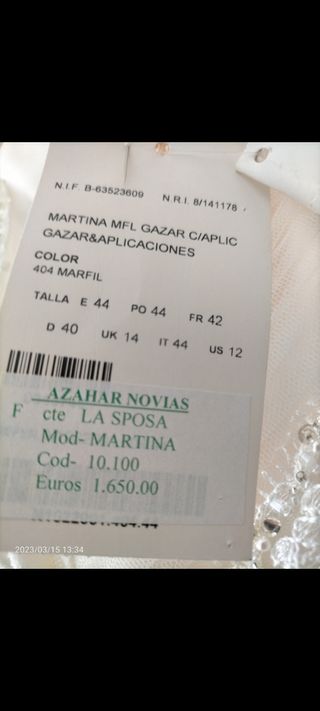 N.I.F. B-63523609 N.R.I. 8/141178
MARTINA MFL GAZAR C/APLIC
GAZAR&APLICACIONES
COLOR
404 MARFIL
TALLA E 44 PO 44 FR 42
D 40 UK 14 IT 44 US 12
AZAHAR NOVIAS
F cte LA SPOSA
Mod- MARTINA
Cod- 10.100
Euros 1.650.00
2023/03/15 13:34